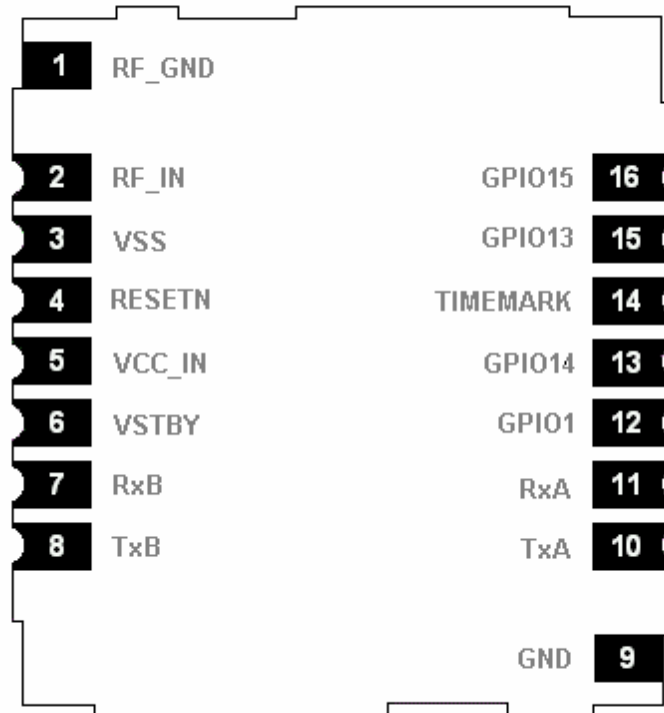 1 RF_GND
2 RF_IN GPIO15 16
3 VSS GPIO13 15
4 RESETN TIMEMARK 14
5 VCC_IN GPIO14 13
6 VSTBY GPIO1 12
7 RxB RxA 11
8 TxB TxA 10
GND 9